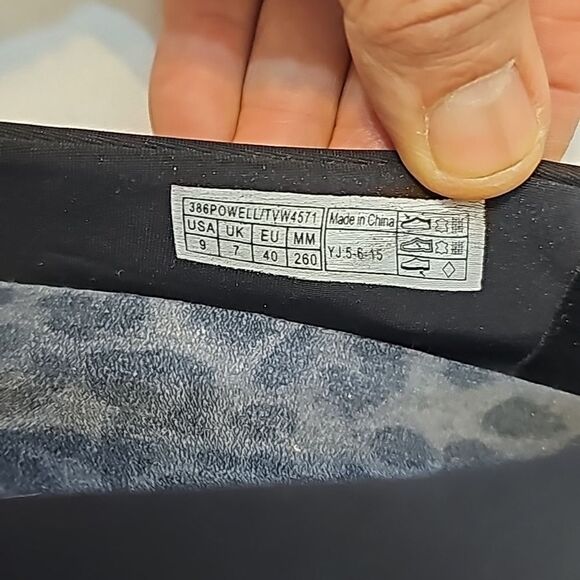 386POWELL/TVW4571 Made in China
USA UK EU MM
9 7 40 260 YJ.5-6-15